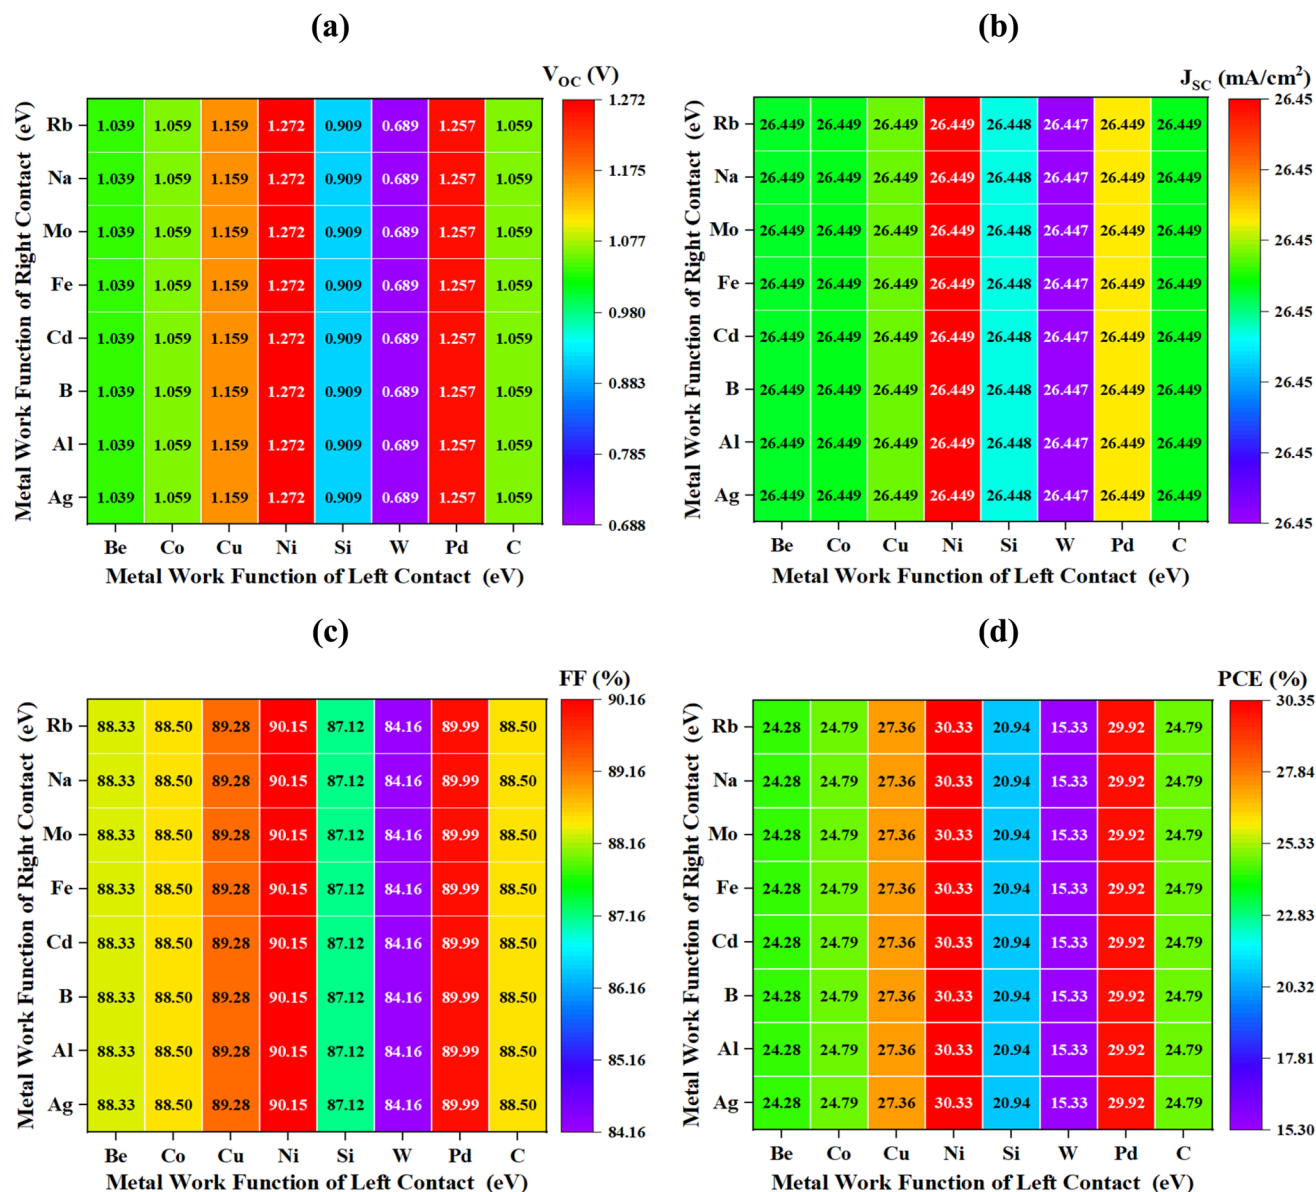 (a)
V_OC (V)
Metal Work Function of Right Contact (eV)
Rb 1.039 1.059 1.159 1.272 0.909 0.689 1.257 1.059
Na 1.039 1.059 1.159 1.272 0.909 0.689 1.257 1.059
Mo 1.039 1.059 1.159 1.272 0.909 0.689 1.257 1.059
Fe 1.039 1.059 1.159 1.272 0.909 0.689 1.257 1.059
Cd 1.039 1.059 1.159 1.272 0.909 0.689 1.257 1.059
B 1.039 1.059 1.159 1.272 0.909 0.689 1.257 1.059
Al 1.039 1.059 1.159 1.272 0.909 0.689 1.257 1.059
Ag 1.039 1.059 1.159 1.272 0.909 0.689 1.257 1.059
Be Co Cu Ni Si W Pd C
Metal Work Function of Left Contact (eV)
1.272
1.175
1.077
0.980
0.883
0.785
0.688
(b)
J_SC (mA/cm²)
Metal Work Function of Right Contact (eV)
Rb 26.449 26.449 26.449 26.449 26.448 26.447 26.449 26.449
Na 26.449 26.449 26.449 26.449 26.448 26.447 26.449 26.449
Mo 26.449 26.449 26.449 26.449 26.448 26.447 26.449 26.449
Fe 26.449 26.449 26.449 26.449 26.448 26.447 26.449 26.449
Cd 26.449 26.449 26.449 26.449 26.448 26.447 26.449 26.449
B 26.449 26.449 26.449 26.449 26.448 26.447 26.449 26.449
Al 26.449 26.449 26.449 26.449 26.448 26.447 26.449 26.449
Ag 26.449 26.449 26.449 26.449 26.448 26.447 26.449 26.449
Be Co Cu Ni Si W Pd C
Metal Work Function of Left Contact (eV)
26.45
26.45
26.45
26.45
26.45
26.45
26.45
(c)
FF (%)
Metal Work Function of Right Contact (eV)
Rb 88.33 88.50 89.28 90.15 87.12 84.16 89.99 88.50
Na 88.33 88.50 89.28 90.15 87.12 84.16 89.99 88.50
Mo 88.33 88.50 89.28 90.15 87.12 84.16 89.99 88.50
Fe 88.33 88.50 89.28 90.15 87.12 84.16 89.99 88.50
Cd 88.33 88.50 89.28 90.15 87.12 84.16 89.99 88.50
B 88.33 88.50 89.28 90.15 87.12 84.16 89.99 88.50
Al 88.33 88.50 89.28 90.15 87.12 84.16 89.99 88.50
Ag 88.33 88.50 89.28 90.15 87.12 84.16 89.99 88.50
Be Co Cu Ni Si W Pd C
Metal Work Function of Left Contact (eV)
90.16
89.16
88.16
87.16
86.16
85.16
84.16
(d)
PCE (%)
Metal Work Function of Right Contact (eV)
Rb 24.28 24.79 27.36 30.33 20.94 15.33 29.92 24.79
Na 24.28 24.79 27.36 30.33 20.94 15.33 29.92 24.79
Mo 24.28 24.79 27.36 30.33 20.94 15.33 29.92 24.79
Fe 24.28 24.79 27.36 30.33 20.94 15.33 29.92 24.79
Cd 24.28 24.79 27.36 30.33 20.94 15.33 29.92 24.79
B 24.28 24.79 27.36 30.33 20.94 15.33 29.92 24.79
Al 24.28 24.79 27.36 30.33 20.94 15.33 29.92 24.79
Ag 24.28 24.79 27.36 30.33 20.94 15.33 29.92 24.79
Be Co Cu Ni Si W Pd C
Metal Work Function of Left Contact (eV)
30.35
27.84
25.33
22.83
20.32
17.81
15.30